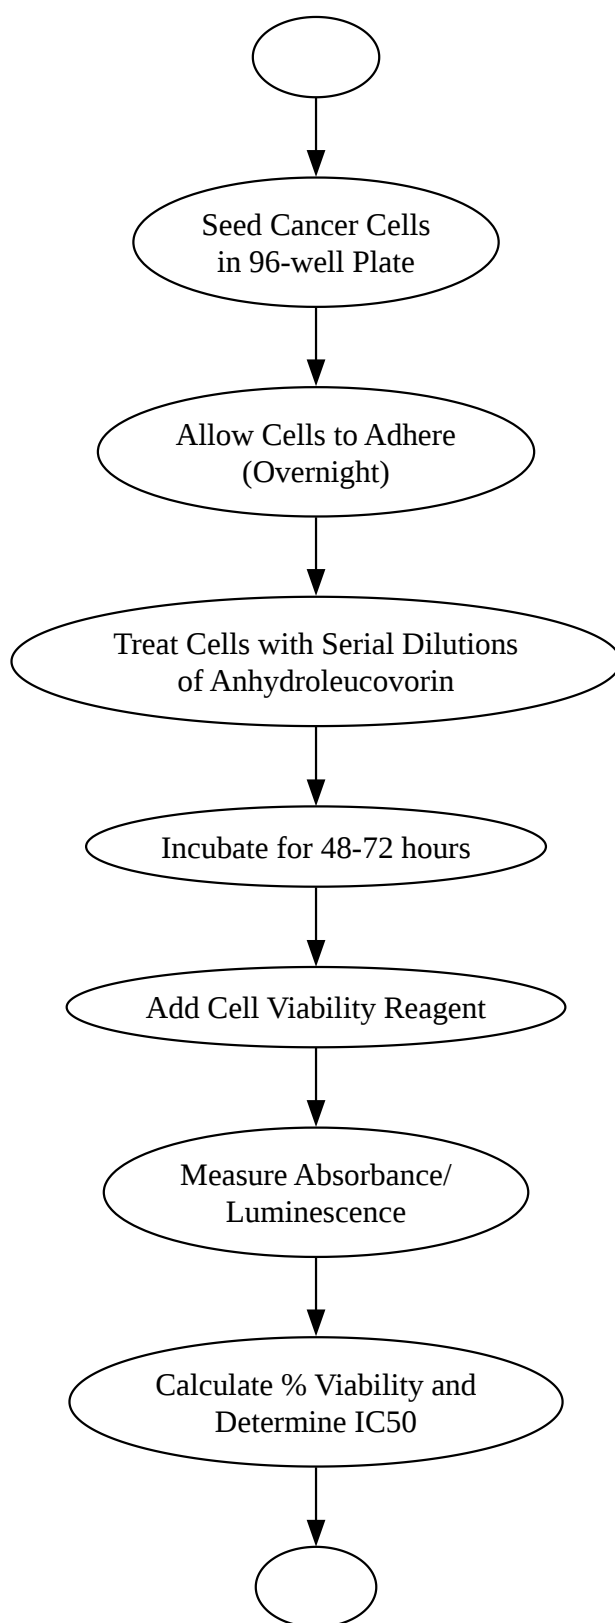 Seed Cancer Cells
in 96-well Plate
Allow Cells to Adhere
(Overnight)
Treat Cells with Serial Dilutions
of Anhydroleucovorin
Incubate for 48-72 hours
Add Cell Viability Reagent
Measure Absorbance/
Luminescence
Calculate % Viability and
Determine IC50